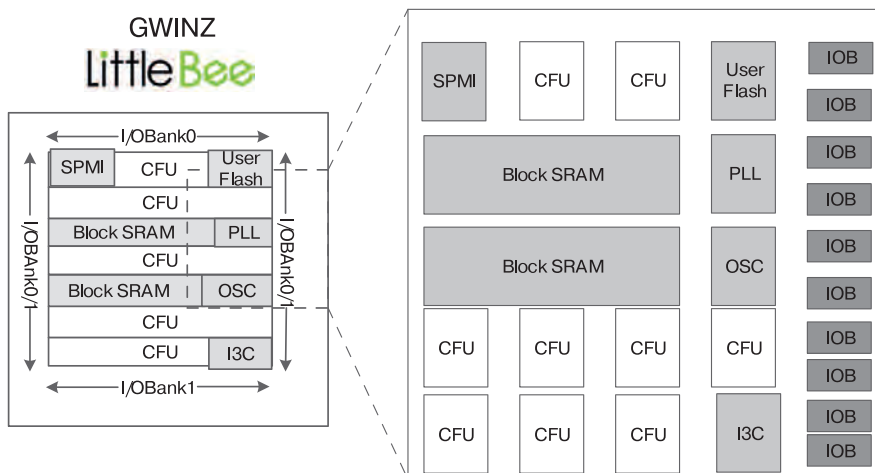 GWINZ
LittleBee
I/OBank0
SPMI
CFU
User
Flash
CFU
Block SRAM
PLL
CFU
Block SRAM
OSC
CFU
CFU
I3C
I/OBank1
I/OBAnk0/1
I/OBAnk0/1
SPMI
CFU
CFU
User
Flash
IOB
IOB
Block SRAM
PLL
IOB
IOB
Block SRAM
OSC
IOB
IOB
CFU
CFU
CFU
CFU
IOB
IOB
CFU
CFU
CFU
I3C
IOB
IOB